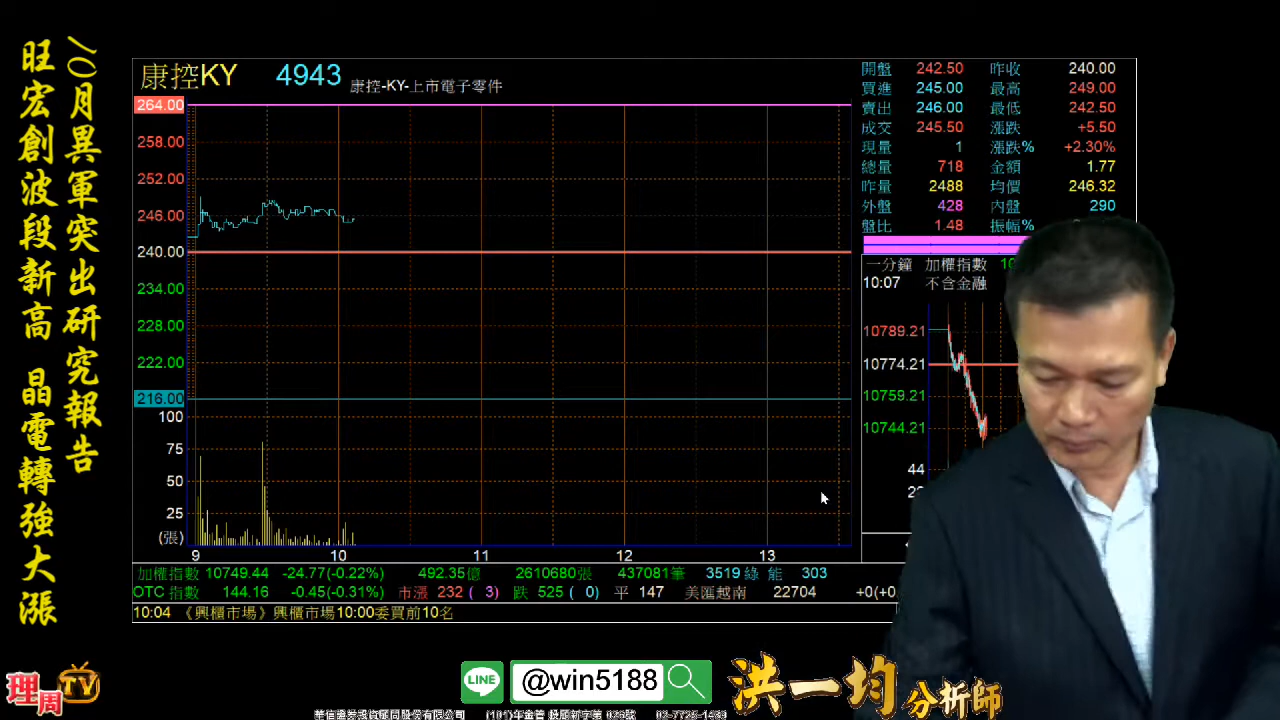 10月異軍突出研究報告
旺宏創波段新高 晶電轉強大漲
康控KY 4943 康控-KY-上市電子零件
264.00
258.00
252.00
246.00
240.00
234.00
228.00
222.00
216.00
100
75
50
25
(張)
9 10 11 12 13
開盤 242.50 昨收 240.00
買進 245.00 最高 249.00
賣出 246.00 最低 242.50
成交 245.50 漲跌 +5.50
現量 1 漲跌% +2.30%
總量 718 金額 1.77
昨量 2488 均價 246.32
外盤 428 內盤 290
盤比 1.48 振幅%
一分鐘 加權指數
10:07 不含金融
10789.21
10774.21
10759.21
10744.21
44
加權指數 10749.44 -24.77(-0.22%) 492.35億 2610680張 437081筆 3519 綠 能 303
OTC 指數 144.16 -0.45(-0.31%) 市漲 232 ( 3) 跌 525 ( 0) 平 147 美匯越南 22704
10:04 《興櫃市場》興櫃市場10:00委買前10名
理周TV
LINE @win5188
洪一均 分析師